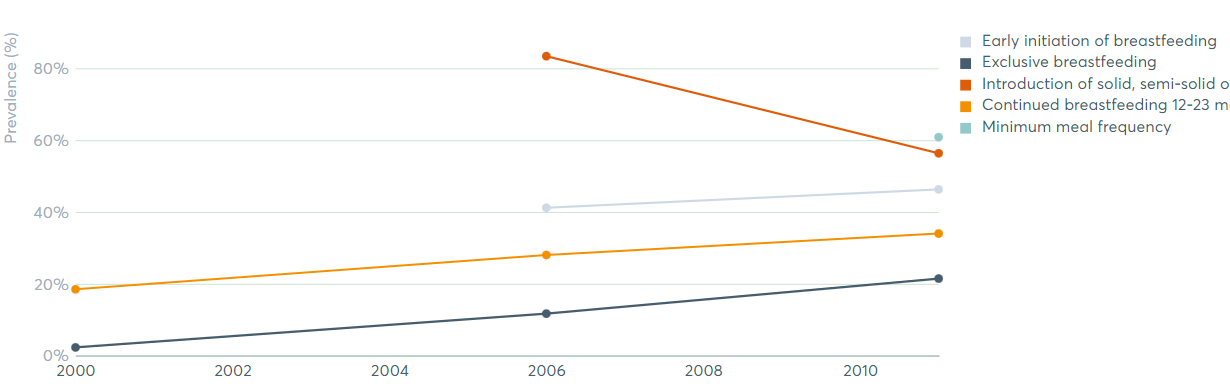 Prevalence (%)
80%
60%
40%
20%
0%
2000 2002 2004 2006 2008 2010
Early initiation of breastfeeding
Exclusive breastfeeding
Introduction of solid, semi-solid o
Continued breastfeeding 12-23 m
Minimum meal frequency